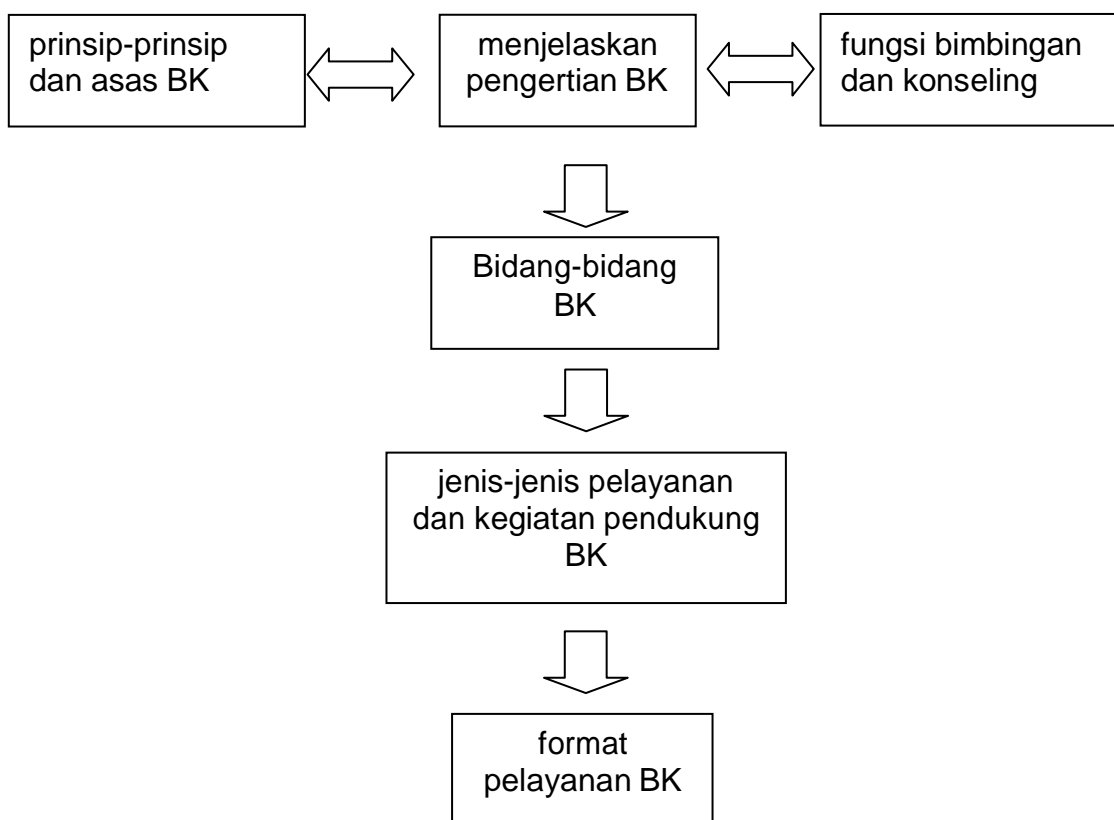 prinsip-prinsip
dan asas BK
menjelaskan
pengertian BK
fungsi bimbingan
dan konseling
Bidang-bidang
BK
jenis-jenis pelayanan
dan kegiatan pendukung
BK
format
pelayanan BK